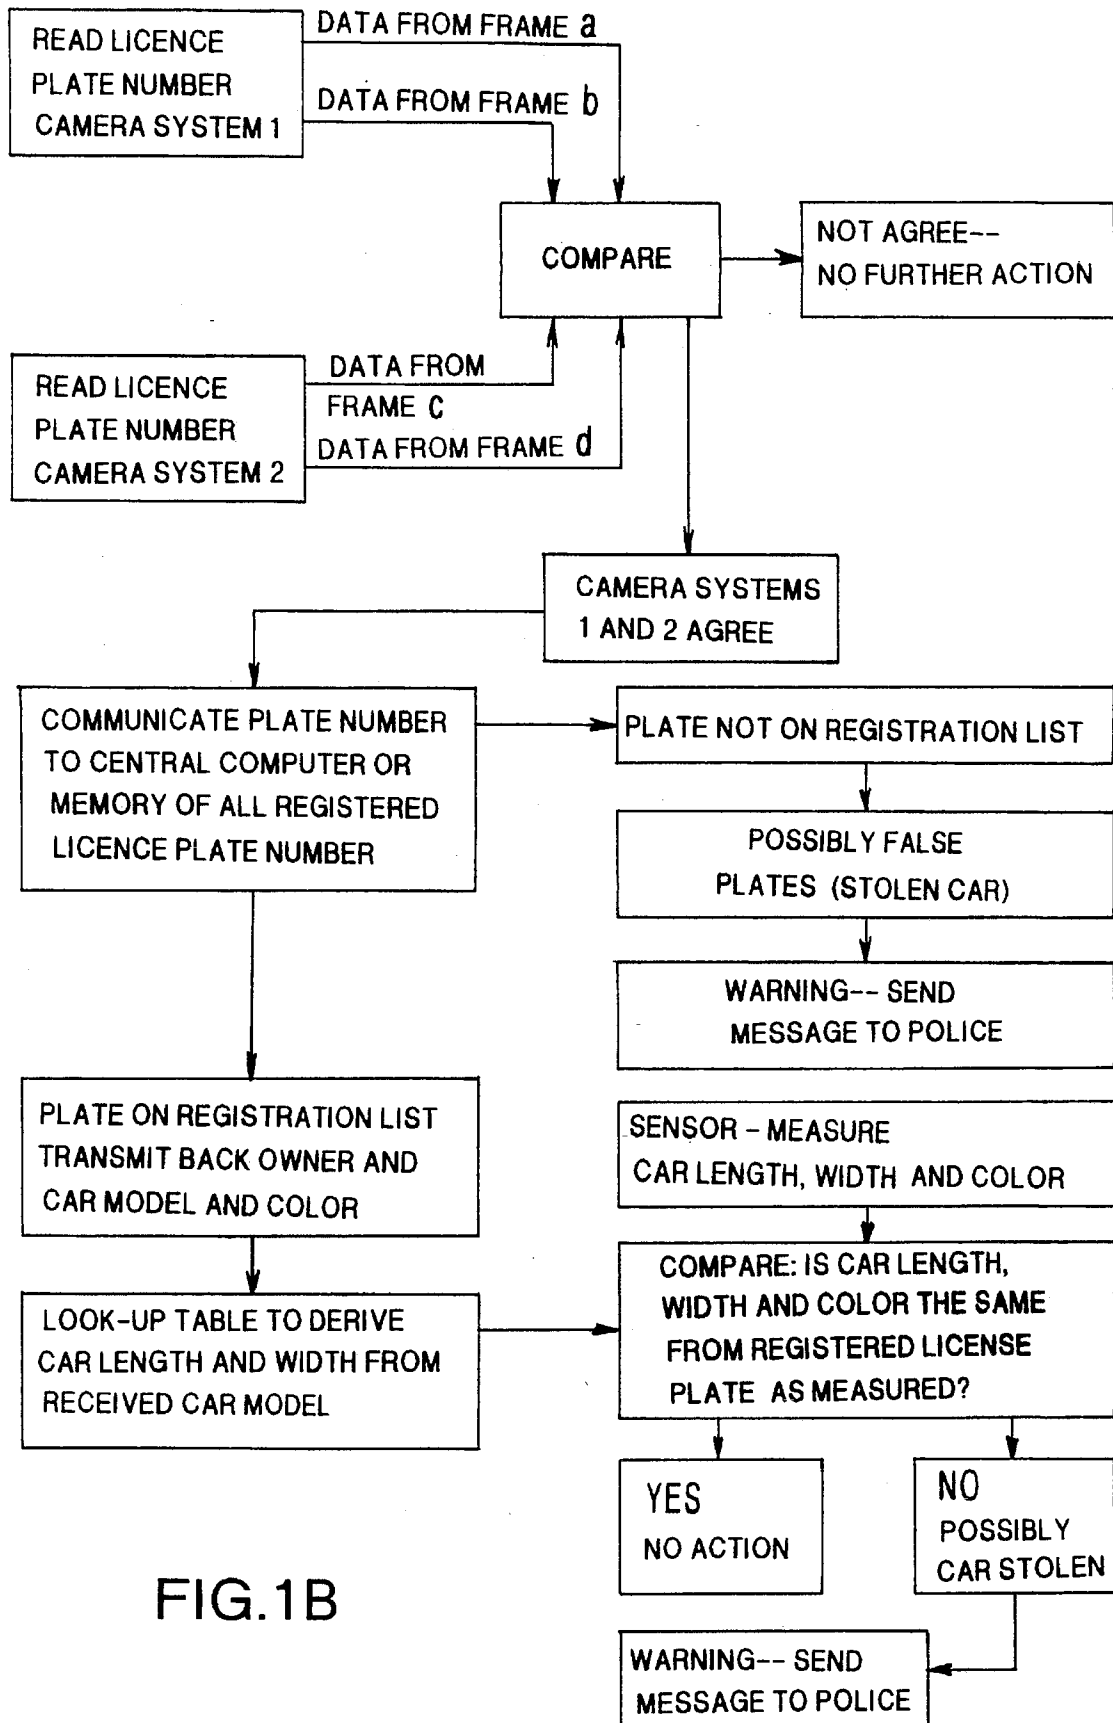 READ LICENCE
PLATE NUMBER
CAMERA SYSTEM 1
DATA FROM FRAME a
DATA FROM FRAME b
COMPARE
NOT AGREE--
NO FURTHER ACTION
READ LICENCE
PLATE NUMBER
CAMERA SYSTEM 2
DATA FROM
FRAME c
DATA FROM FRAME d
CAMERA SYSTEMS
1 AND 2 AGREE
COMMUNICATE PLATE NUMBER
TO CENTRAL COMPUTER OR
MEMORY OF ALL REGISTERED
LICENCE PLATE NUMBER
PLATE NOT ON REGISTRATION LIST
POSSIBLY FALSE
PLATES (STOLEN CAR)
WARNING-- SEND
MESSAGE TO POLICE
PLATE ON REGISTRATION LIST
TRANSMIT BACK OWNER AND
CAR MODEL AND COLOR
SENSOR - MEASURE
CAR LENGTH, WIDTH AND COLOR
LOOK-UP TABLE TO DERIVE
CAR LENGTH AND WIDTH FROM
RECEIVED CAR MODEL
COMPARE: IS CAR LENGTH,
WIDTH AND COLOR THE SAME
FROM REGISTERED LICENSE
PLATE AS MEASURED?
YES
NO ACTION
NO
POSSIBLY
CAR STOLEN
WARNING-- SEND
MESSAGE TO POLICE
FIG.1B